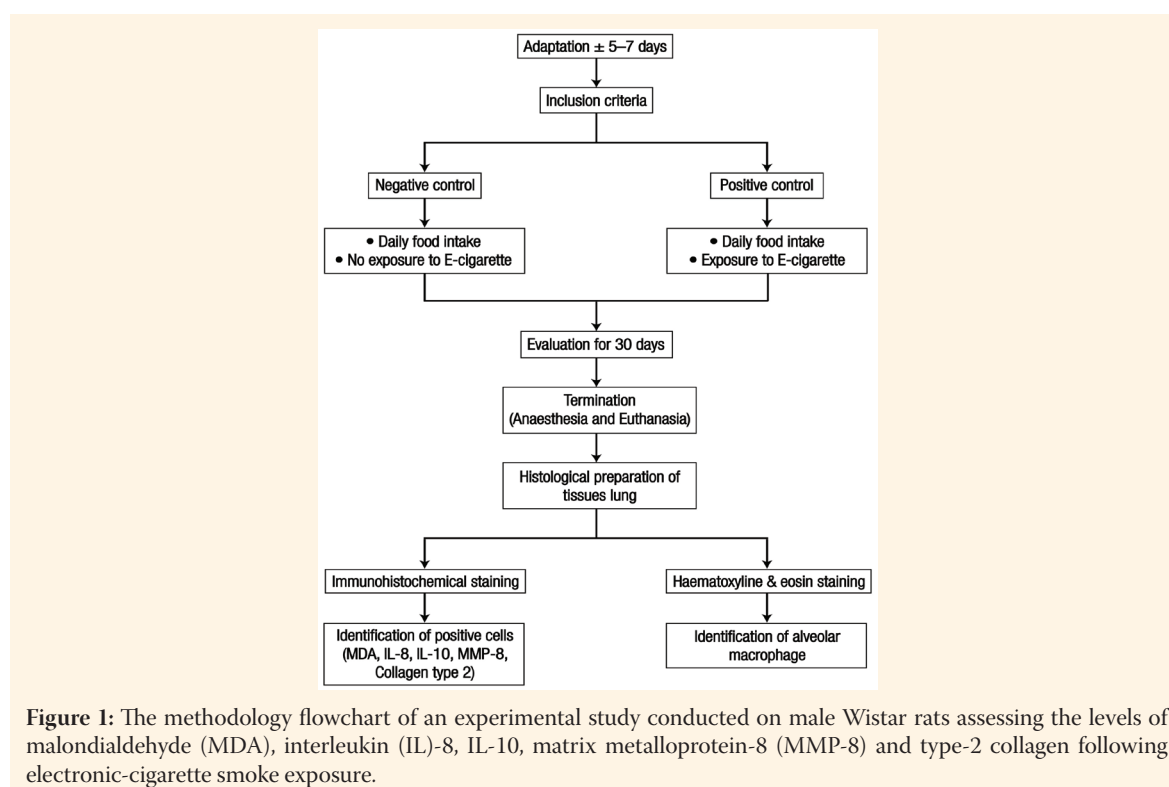 Adaptation ± 5–7 days
Inclusion criteria
Negative control
Positive control
• Daily food intake
• No exposure to E-cigarette
• Daily food intake
• Exposure to E-cigarette
Evaluation for 30 days
Termination
(Anaesthesia and Euthanasia)
Histological preparation of
tissues lung
Immunohistochemical staining
Haematoxyline & eosin staining
Identification of positive cells
(MDA, IL-8, IL-10, MMP-8,
Collagen type 2)
Identification of alveolar
macrophage
Figure 1: The methodology flowchart of an experimental study conducted on male Wistar rats assessing the levels of
malondialdehyde (MDA), interleukin (IL)-8, IL-10, matrix metalloprotein-8 (MMP-8) and type-2 collagen following
electronic-cigarette smoke exposure.